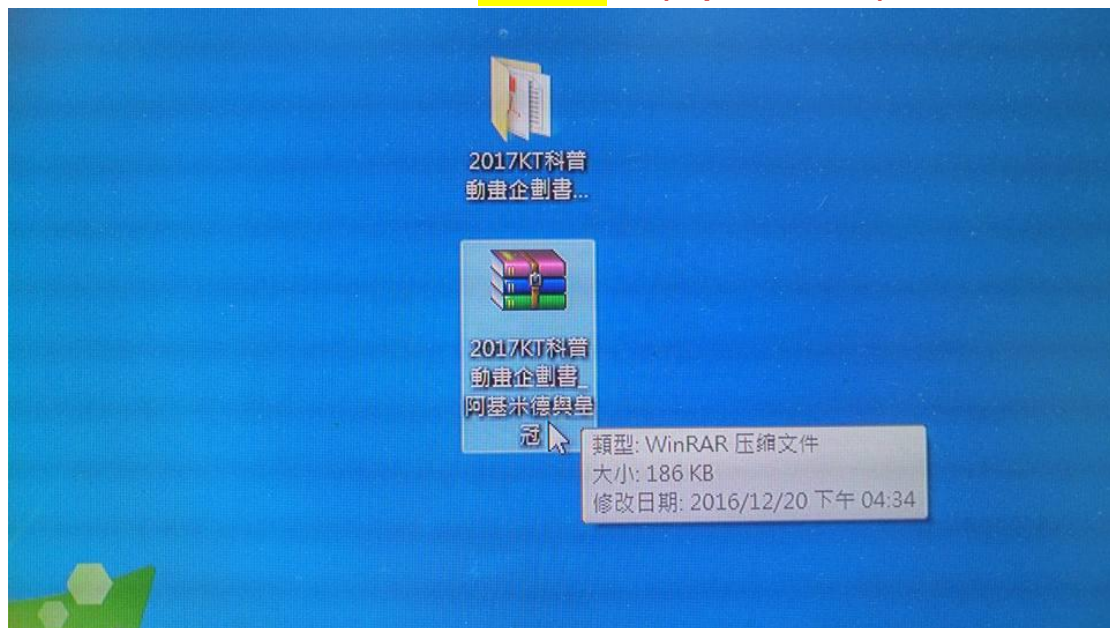 2017KT科普
動畫企劃書...
2017KT科普
動畫企劃書_
阿基米德與皇
冠
類型: WinRAR 压缩文件
大小: 186 KB
修改日期: 2016/12/20 下午 04:34